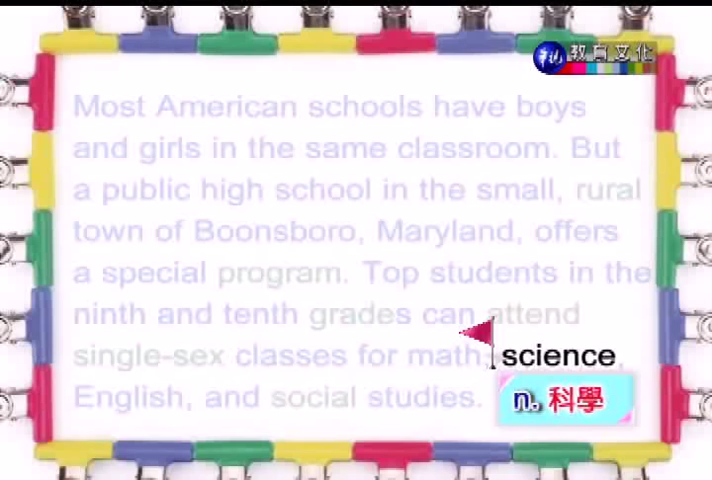 華視 教育文化
Most American schools have boys
and girls in the same classroom. But
a public high school in the small, rural
town of Boonsboro, Maryland, offers
a special program. Top students in the
ninth and tenth grades can attend
single-sex classes for math, science,
English, and social studies.
n. 科學